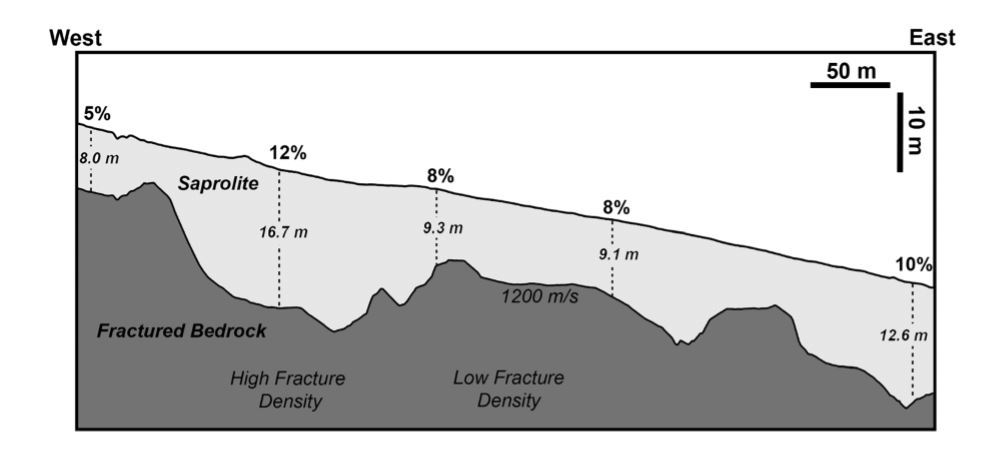 West
East
50 m
10 m
5%
8.0 m
12%
Saprolite
16.7 m
8%
9.3 m
8%
9.1 m
10%
12.6 m
1200 m/s
Fractured Bedrock
High Fracture
Density
Low Fracture
Density